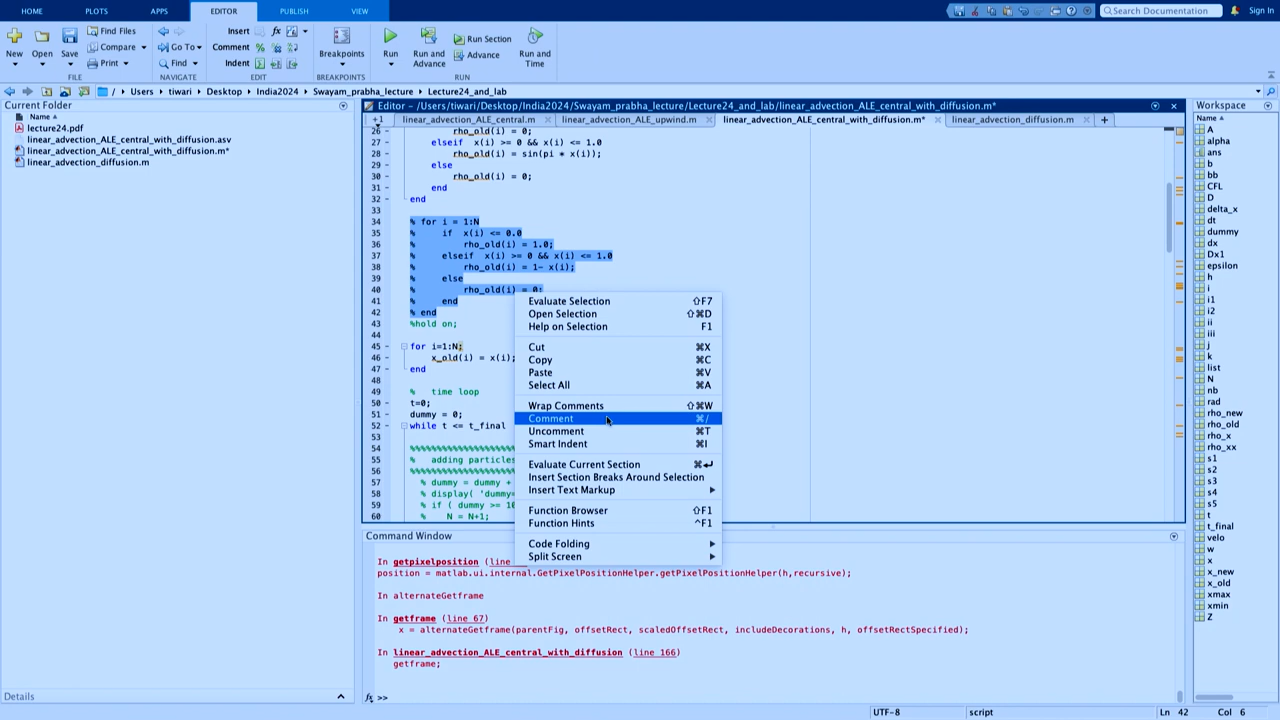 HOME PLOTS APPS EDITOR PUBLISH VIEW Search Documentation Sign In
New Open Save Find Files Compare Print Go To Find Insert fx Comment Indent Breakpoints Run Run and Advance Run Section Advance Run and Time
FILE NAVIGATE EDIT BREAKPOINTS RUN
/ Users tiwari Desktop India2024 Swayam_prabha_lecture Lecture24_and_lab
Current Folder
Name
lecture24.pdf
linear_advection_ALE_central_with_diffusion.asv
linear_advection_ALE_central_with_diffusion.m*
linear_advection_diffusion.m
Details
Editor - /Users/tiwari/Desktop/India2024/Swayam_prabha_lecture/Lecture24_and_lab/linear_advection_ALE_central_with_diffusion.m*
+1 linear_advection_ALE_central.m linear_advection_ALE_upwind.m linear_advection_ALE_central_with_diffusion.m* linear_advection_diffusion.m +
26 rho_old(i) = 0;
27 elseif x(i) >= 0 && x(i) <= 1.0
28 rho_old(i) = sin(pi * x(i));
29 else
30 rho_old(i) = 0;
31 end
32 end
33
34 % for i = 1:N
35 % if x(i) <= 0.0
36 % rho_old(i) = 1.0;
37 % elseif x(i) >= 0 && x(i) <= 1.0
38 % rho_old(i) = 1- x(i);
39 % else
40 % rho_old(i) = 0;
41 % end
42 % end
43 %hold on;
44
45 for i=1:N;
46 x_old(i) = x(i);
47 end
48
49 % time loop
50 t=0;
51 dummy = 0;
52 while t <= t_final
53
54 %%%%%%%%%%%%%%%
55 % adding particles
56 %%%%%%%%%%%%%%%
57 % dummy = dummy +
58 % display( 'dummy=
59 % if ( dummy >= 10
60 % N = N+1;
Evaluate Selection ⇧F7
Open Selection ⇧⌘D
Help on Selection F1
Cut ⌘X
Copy ⌘C
Paste ⌘V
Select All ⌘A
Wrap Comments ⇧⌘W
Comment ⌘/
Uncomment ⌘T
Smart Indent ⌘I
Evaluate Current Section ⌘↩
Insert Section Breaks Around Selection
Insert Text Markup
Function Browser ⇧F1
Function Hints ^F1
Code Folding
Split Screen
Command Window
In getpixelposition (line
position = matlab.ui.internal.GetPixelPositionHelper.getPixelPositionHelper(h,recursive);
In alternateGetframe
In getframe (line 67)
x = alternateGetframe(parentFig, offsetRect, scaledOffsetRect, includeDecorations, h, offsetRectSpecified);
In linear_advection_ALE_central_with_diffusion (line 166)
getframe;
fx >>
Workspace
Name
A
alpha
ans
b
bb
CFL
D
delta_x
dt
dummy
dx
Dx1
epsilon
h
i
i1
i2
ii
iii
j
k
list
N
nb
rad
rho_new
rho_old
rho_x
rho_xx
s1
s2
s3
s4
s5
t
t_final
velo
w
x
x_new
x_old
xmax
xmin
Z
UTF-8 script Ln 42 Col 6